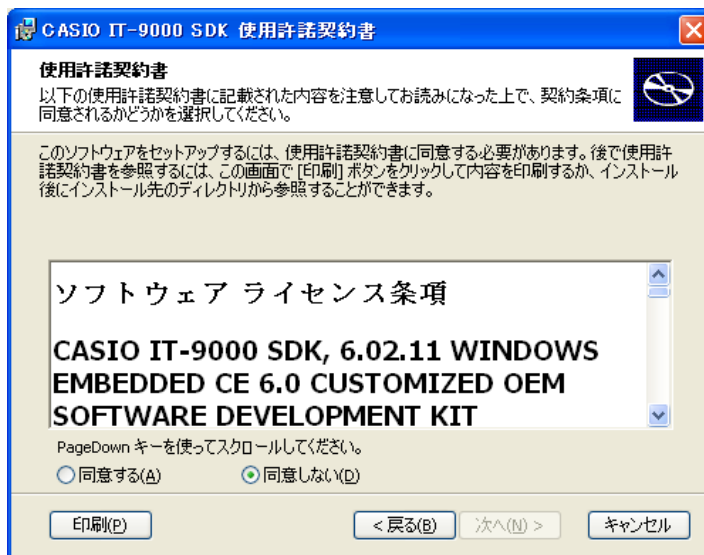 CASIO IT-9000 SDK 使用許諾契約書
使用許諾契約書
以下の使用許諾契約書に記載された内容を注意してお読みになった上で、契約条項に
同意されるかどうかを選択してください。
このソフトウェアをセットアップするには、使用許諾契約書に同意する必要があります。後で使用許
諾契約書を参照するには、この画面で [印刷] ボタンをクリックして内容を印刷するか、インストール
後にインストール先のディレクトリから参照することができます。
ソフトウェア ライセンス条項
CASIO IT-9000 SDK, 6.02.11 WINDOWS
EMBEDDED CE 6.0 CUSTOMIZED OEM
SOFTWARE DEVELOPMENT KIT
PageDown キーを使ってスクロールしてください。
同意する(A) 同意しない(D)
印刷(P) < 戻る(B) 次へ(N) > キャンセル